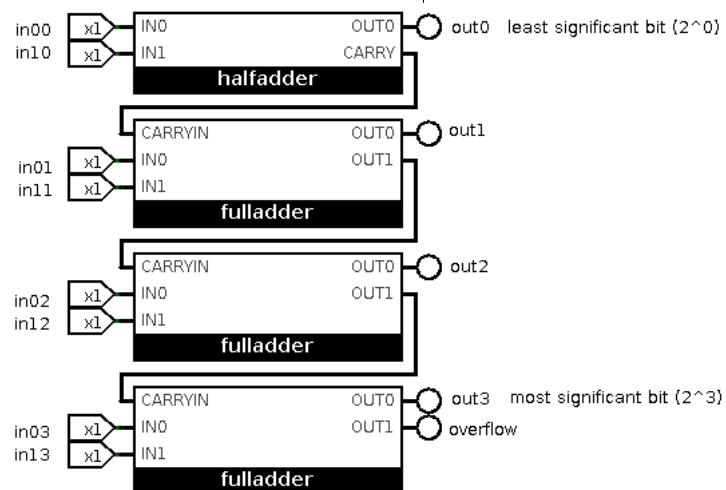 in00 x1 IN0 OUT0 out0 least significant bit (2^0)
in10 x1 IN1 CARRY
halfadder
CARRYIN OUT0 out1
in01 x1 IN0 OUT1
in11 x1 IN1
fulladder
CARRYIN OUT0 out2
in02 x1 IN0 OUT1
in12 x1 IN1
fulladder
CARRYIN OUT0 out3 most significant bit (2^3)
in03 x1 IN0 OUT1 overflow
in13 x1 IN1
fulladder